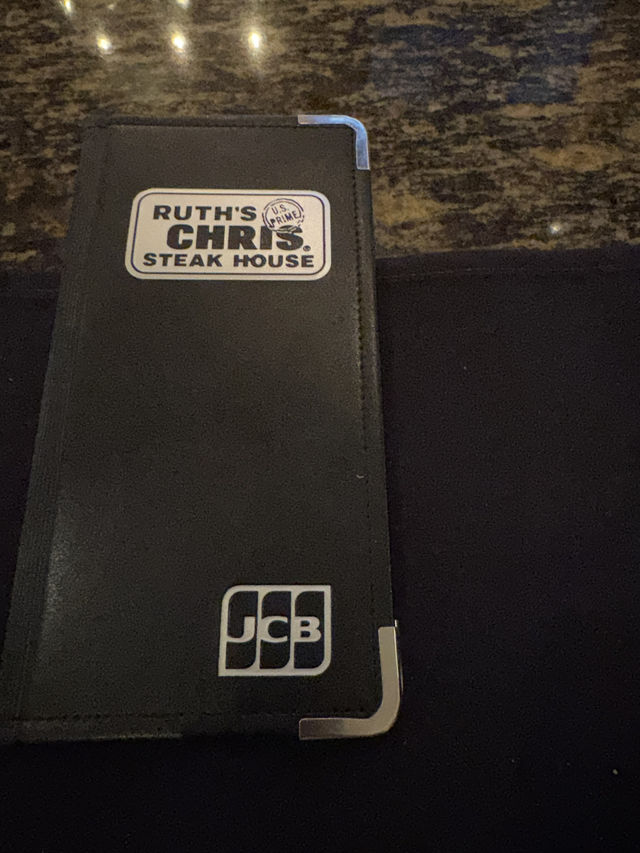 RUTH'S
U.S.
PRIME
CHRIS®
STEAK HOUSE
JCB